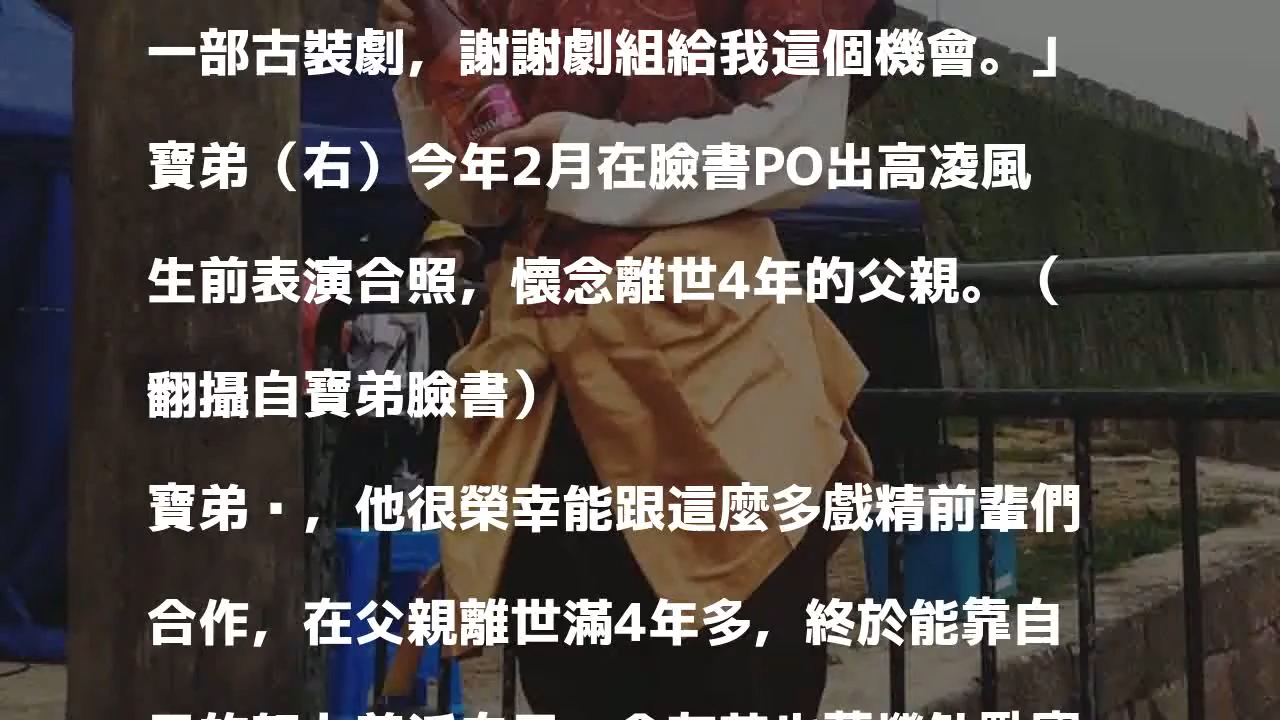 一部古裝劇，謝謝劇組給我這個機會。」
寶弟（右）今年2月在臉書PO出高凌風
生前表演合照，懷念離世4年的父親。（
翻攝自寶弟臉書）
寶弟·，他很榮幸能跟這麼多戲精前輩們
合作，在父親離世滿4年多，終於能靠自